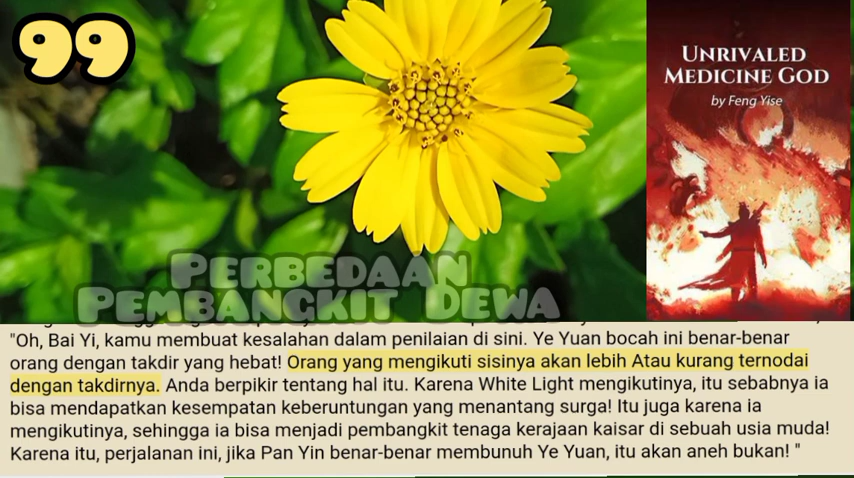 99
UNRIVALED
MEDICINE GOD
by Feng Yise
PERBEDAAN
PEMBANGKIT DEWA
"Oh, Bai Yi, kamu membuat kesalahan dalam penilaian di sini. Ye Yuan bocah ini benar-benar
orang dengan takdir yang hebat! Orang yang mengikuti sisinya akan lebih Atau kurang ternodai
dengan takdirnya. Anda berpikir tentang hal itu. Karena White Light mengikutinya, itu sebabnya ia
bisa mendapatkan kesempatan keberuntungan yang menantang surga! Itu juga karena ia
mengikutinya, sehingga ia bisa menjadi pembangkit tenaga kerajaan kaisar di sebuah usia muda!
Karena itu, perjalanan ini, jika Pan Yin benar-benar membunuh Ye Yuan, itu akan aneh bukan! "